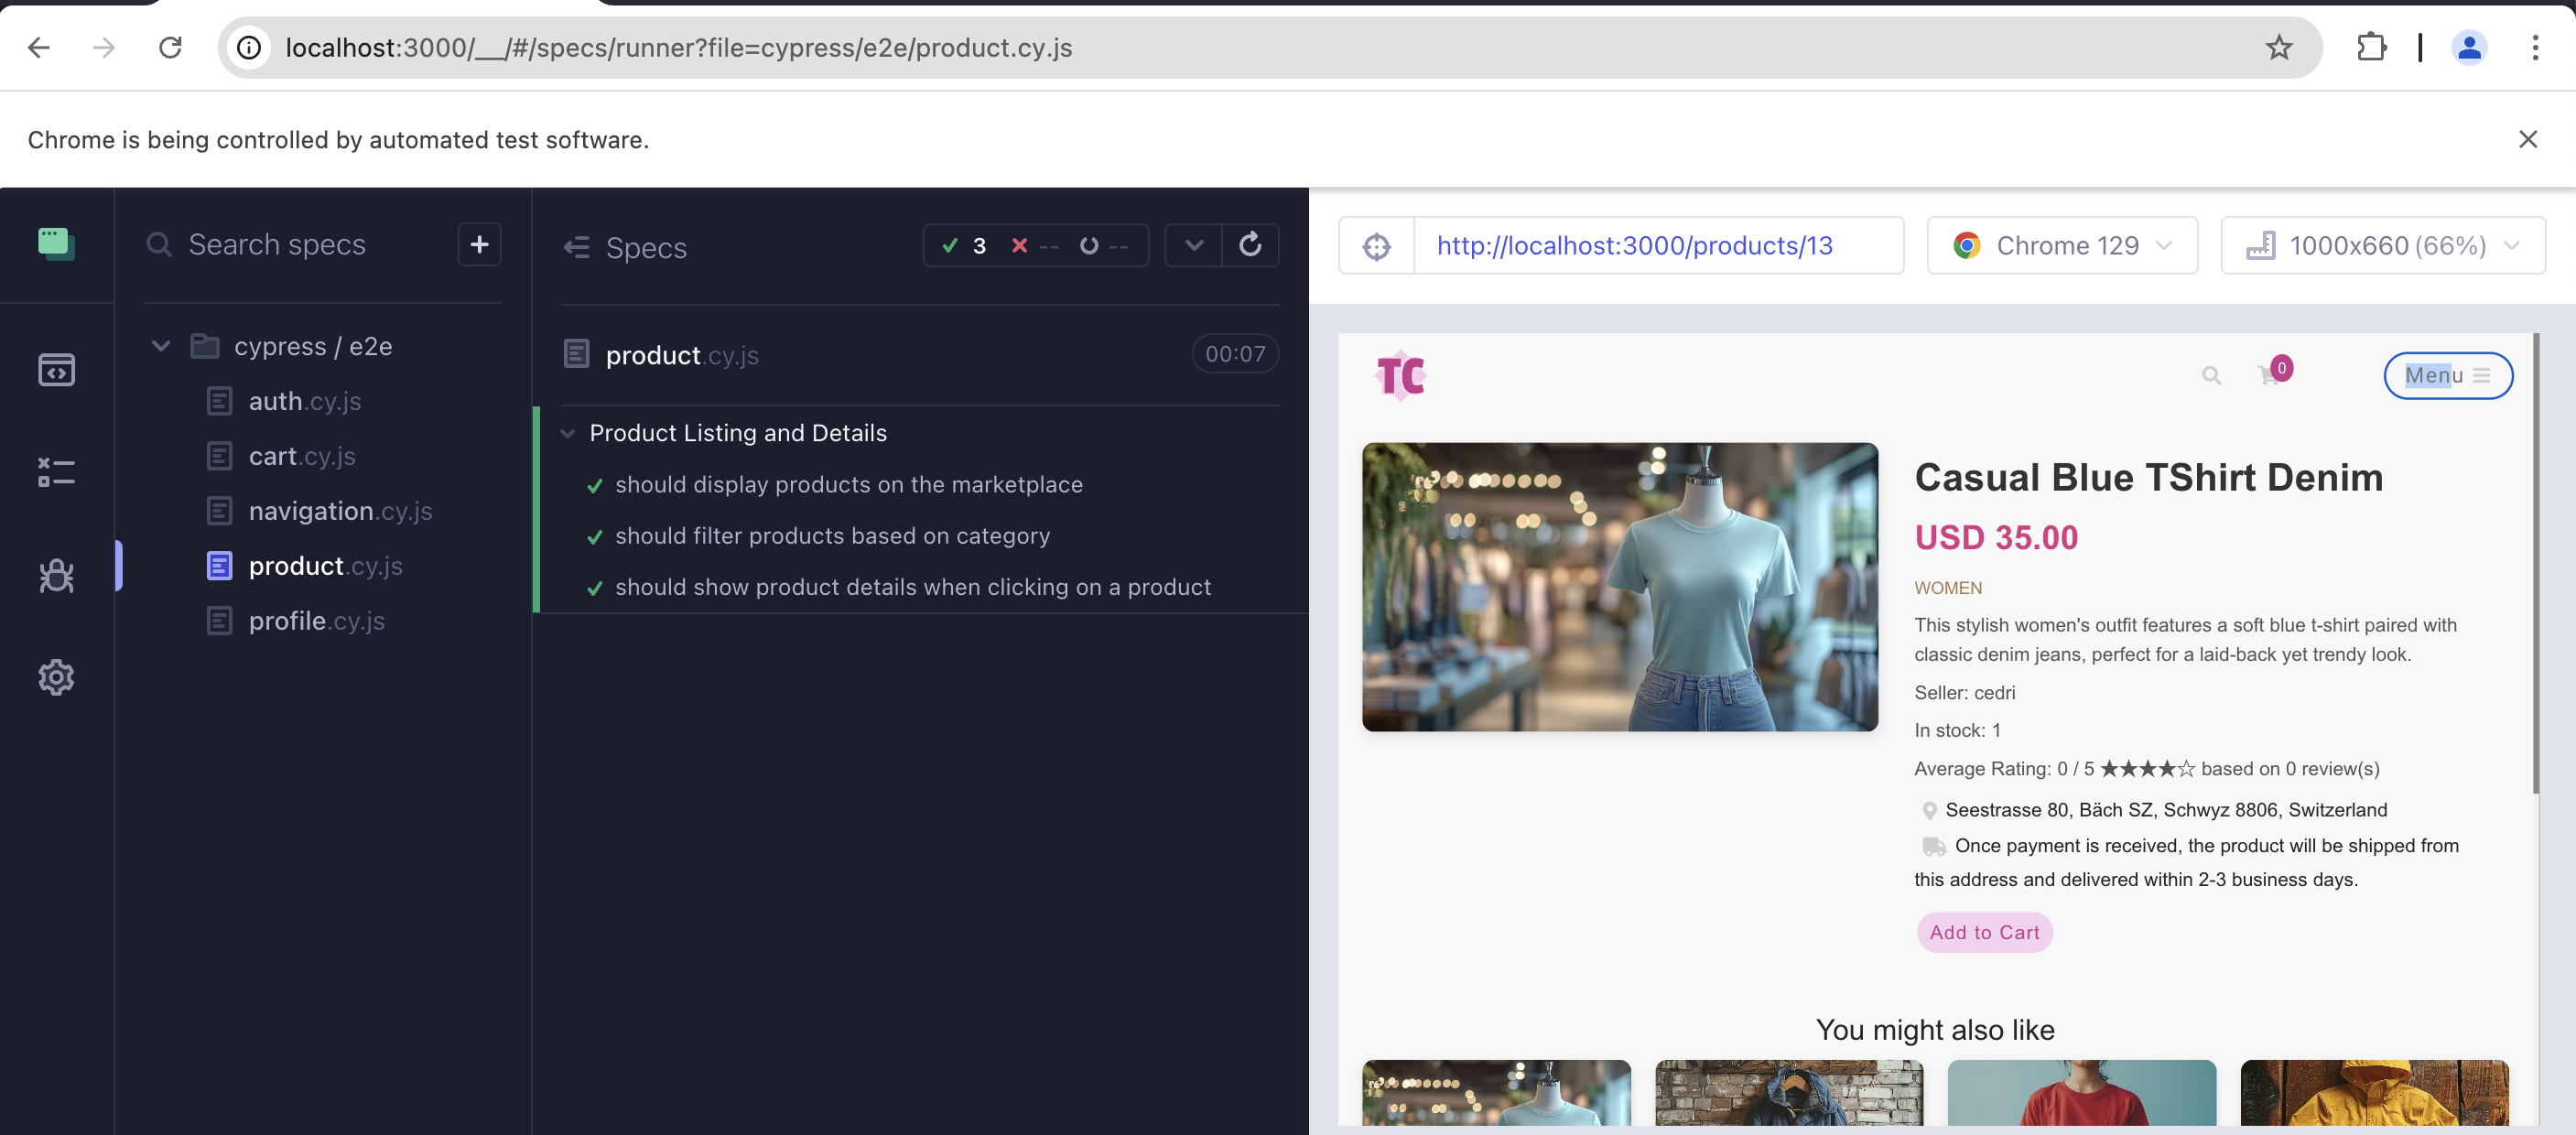 localhost:3000/__/#/specs/runner?file=cypress/e2e/product.cy.js
Chrome is being controlled by automated test software.
Search specs
+
cypress / e2e
auth.cy.js
cart.cy.js
navigation.cy.js
product.cy.js
profile.cy.js
Specs
3 -- --
product.cy.js
00:07
Product Listing and Details
should display products on the marketplace
should filter products based on category
should show product details when clicking on a product
http://localhost:3000/products/13
Chrome 129
1000x660 (66%)
TC
0
Menu
Casual Blue TShirt Denim
USD 35.00
WOMEN
This stylish women's outfit features a soft blue t-shirt paired with
classic denim jeans, perfect for a laid-back yet trendy look.
Seller: cedri
In stock: 1
Average Rating: 0 / 5 ★★★★☆ based on 0 review(s)
Seestrasse 80, Bäch SZ, Schwyz 8806, Switzerland
Once payment is received, the product will be shipped from
this address and delivered within 2-3 business days.
Add to Cart
You might also like